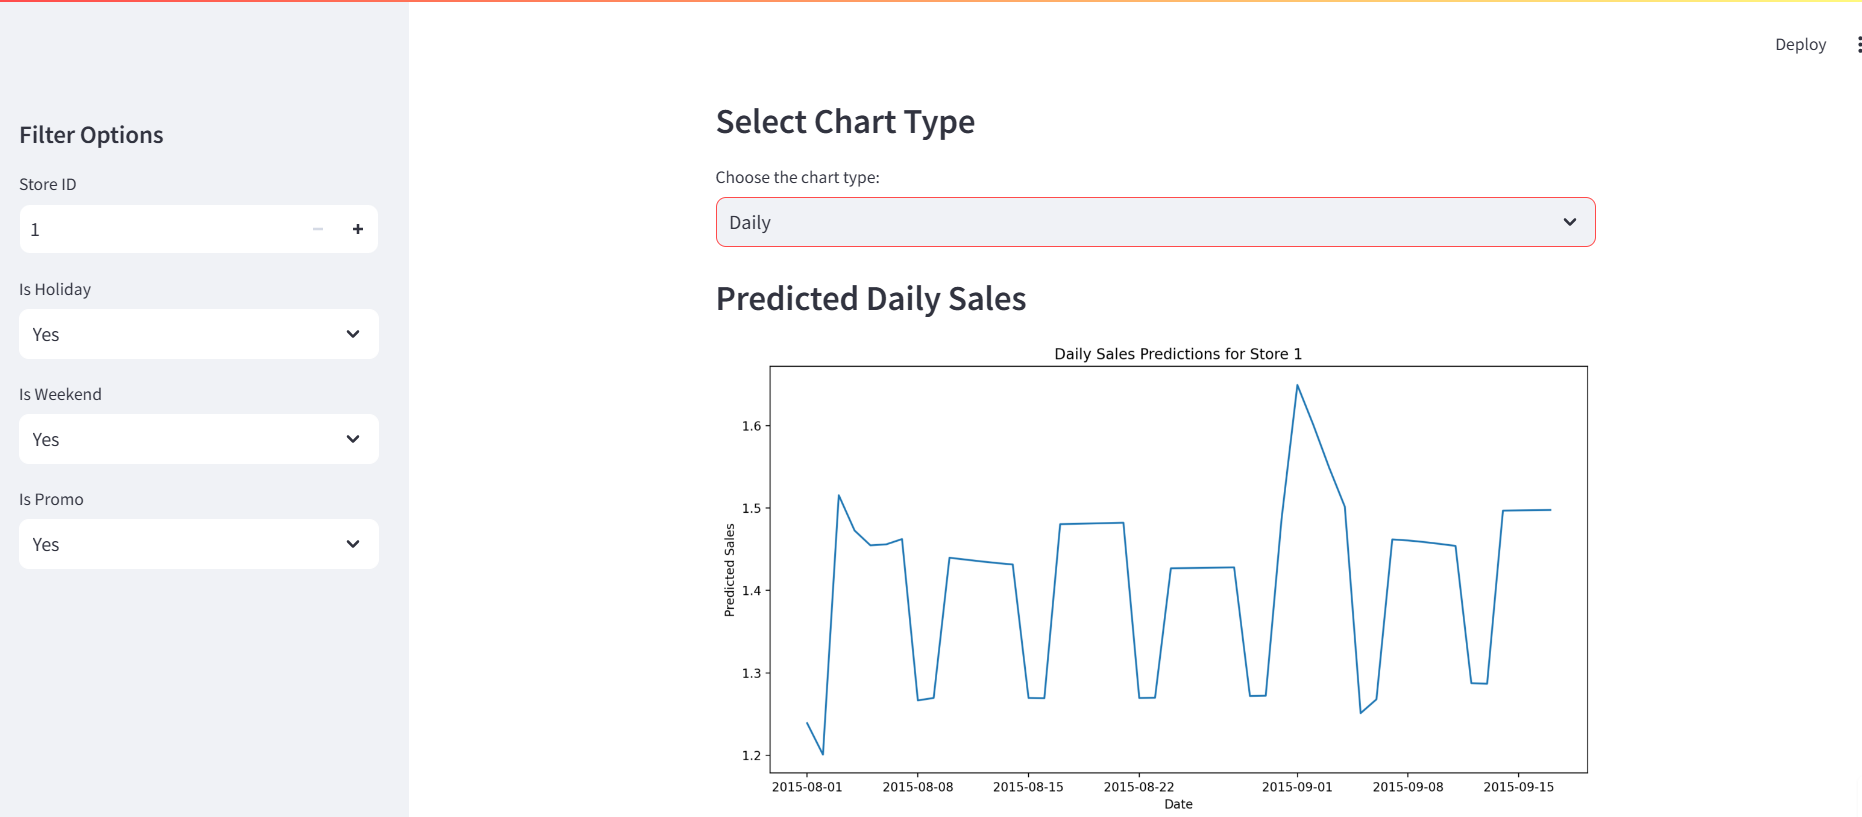 Deploy
Filter Options
Store ID
1
Is Holiday
Yes
Is Weekend
Yes
Is Promo
Yes
Select Chart Type
Choose the chart type:
Daily
Predicted Daily Sales
Daily Sales Predictions for Store 1
Predicted Sales
1.6
1.5
1.4
1.3
1.2
2015-08-01 2015-08-08 2015-08-15 2015-08-22 2015-09-01 2015-09-08 2015-09-15
Date